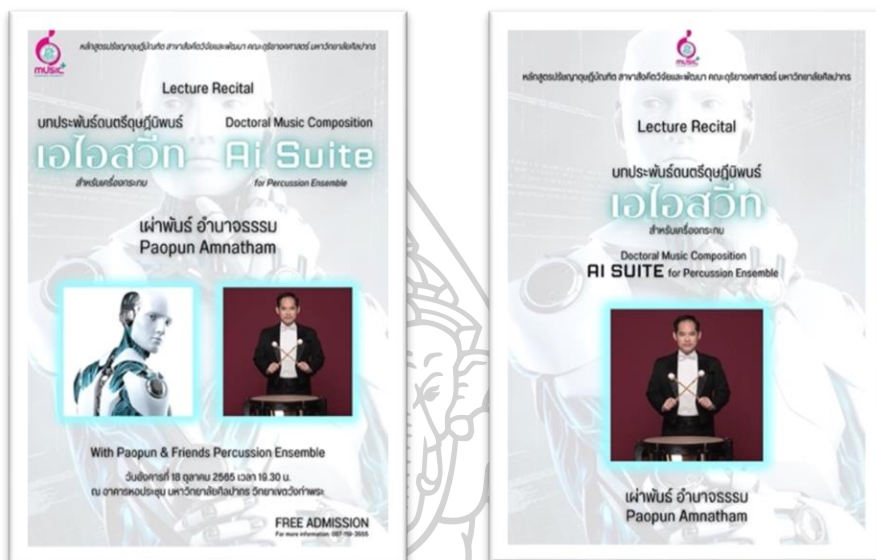 MUSIC+
หลักสูตรปรัชญาดุษฎีบัณฑิต สาขาสังคีตวิจัยและพัฒนา คณะดุริยางคศาสตร์ มหาวิทยาลัยศิลปากร
Lecture Recital
บทประพันธ์ดนตรีดุษฎีนิพนธ์
เอไอสวีท
สำหรับเครื่องกระทบ
Doctoral Music Composition
Ai Suite
for Percussion Ensemble
เผ่าพันธ์ อำนาจธรรม
Paopun Amnatham
With Paopun & Friends Percussion Ensemble
วันอังคารที่ 18 ตุลาคม 2565 เวลา 19.30 น.
ณ อาคารหอประชุม มหาวิทยาลัยศิลปากร วิทยาเขตวังท่าพระ
FREE ADMISSION
For more information:
MUSIC+
หลักสูตรปรัชญาดุษฎีบัณฑิต สาขาสังคีตวิจัยและพัฒนา คณะดุริยางคศาสตร์ มหาวิทยาลัยศิลปากร
Lecture Recital
บทประพันธ์ดนตรีดุษฎีนิพนธ์
เอไอสวีท
สำหรับเครื่องกระทบ
Doctoral Music Composition
AI SUITE for Percussion Ensemble
เผ่าพันธ์ อำนาจธรรม
Paopun Amnatham